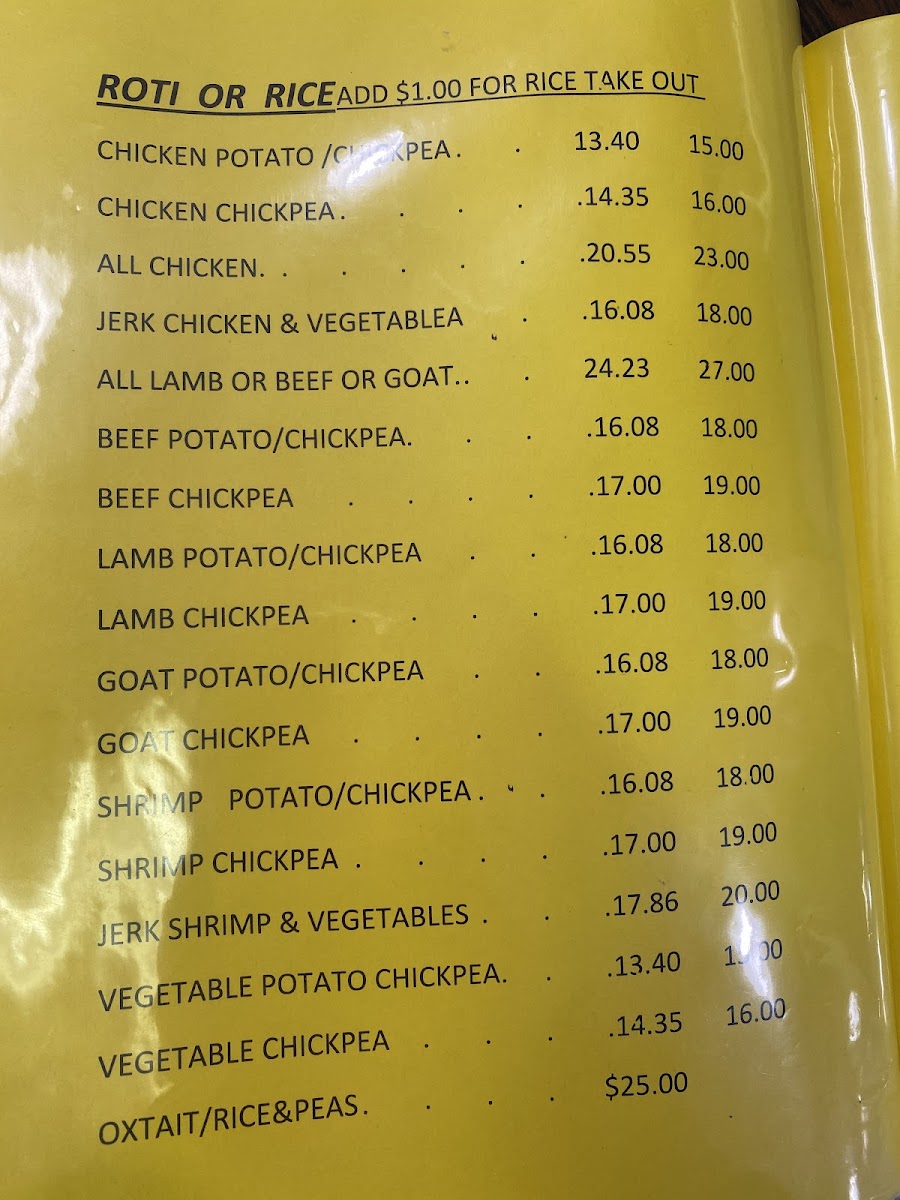 ROTI OR RICE ADD $1.00 FOR RICE TAKE OUT
CHICKEN POTATO /CHICKPEA. . 13.40 15.00
CHICKEN CHICKPEA. . . . .14.35 16.00
ALL CHICKEN. . . . . . .20.55 23.00
JERK CHICKEN & VEGETABLEA . .16.08 18.00
ALL LAMB OR BEEF OR GOAT.. . 24.23 27.00
BEEF POTATO/CHICKPEA. . . .16.08 18.00
BEEF CHICKPEA . . . . .17.00 19.00
LAMB POTATO/CHICKPEA . . .16.08 18.00
LAMB CHICKPEA . . . . .17.00 19.00
GOAT POTATO/CHICKPEA . . .16.08 18.00
GOAT CHICKPEA . . . . .17.00 19.00
SHRIMP POTATO/CHICKPEA. . . .16.08 18.00
SHRIMP CHICKPEA . . . . .17.00 19.00
JERK SHRIMP & VEGETABLES . . .17.86 20.00
VEGETABLE POTATO CHICKPEA. . .13.40
VEGETABLE CHICKPEA . . . .14.35 16.00
OXTAIT/RICE&PEAS. . . . $25.00